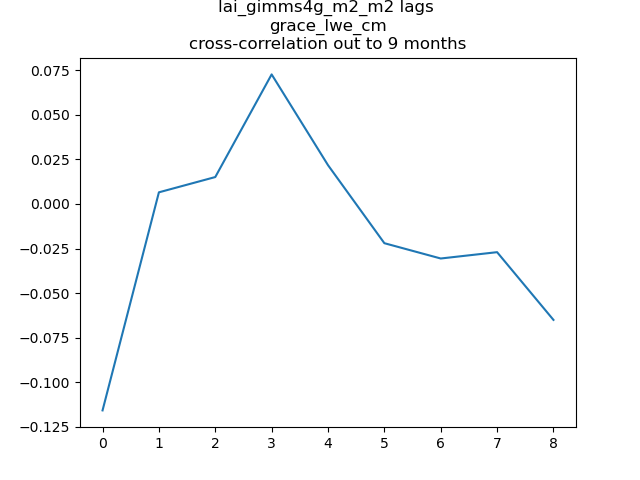 lai_gimms4g_m2_m2 lags
grace_lwe_cm
cross-correlation out to 9 months
0.075
0.050
0.025
0.000
−0.025
−0.050
−0.075
−0.100
−0.125
0 1 2 3 4 5 6 7 8